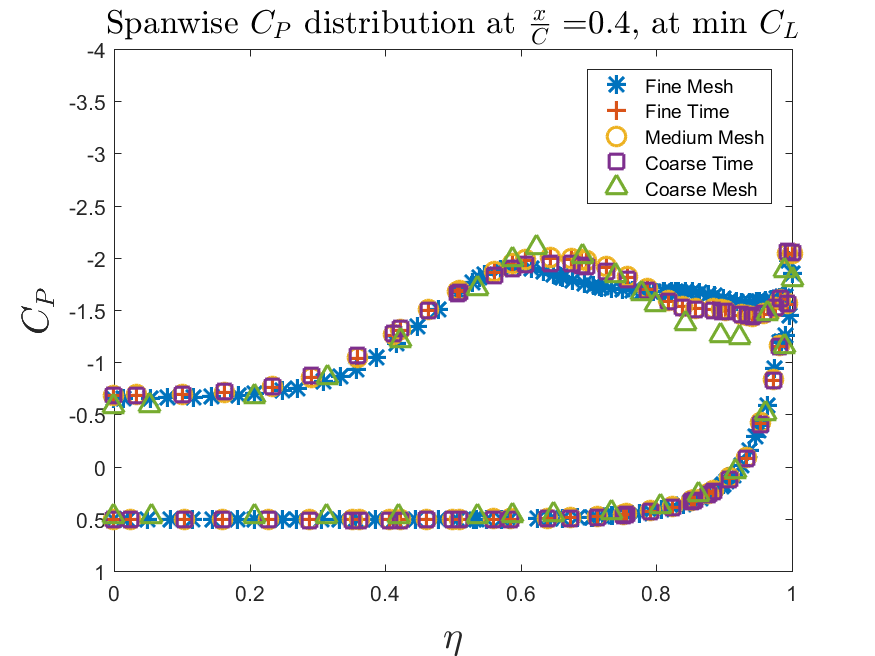 Spanwise C_P distribution at x/C =0.4, at min C_L
-4
-3.5
-3
-2.5
-2
-1.5
-1
-0.5
0
0.5
1
C_P
Fine Mesh
Fine Time
Medium Mesh
Coarse Time
Coarse Mesh
0 0.2 0.4 0.6 0.8 1
η